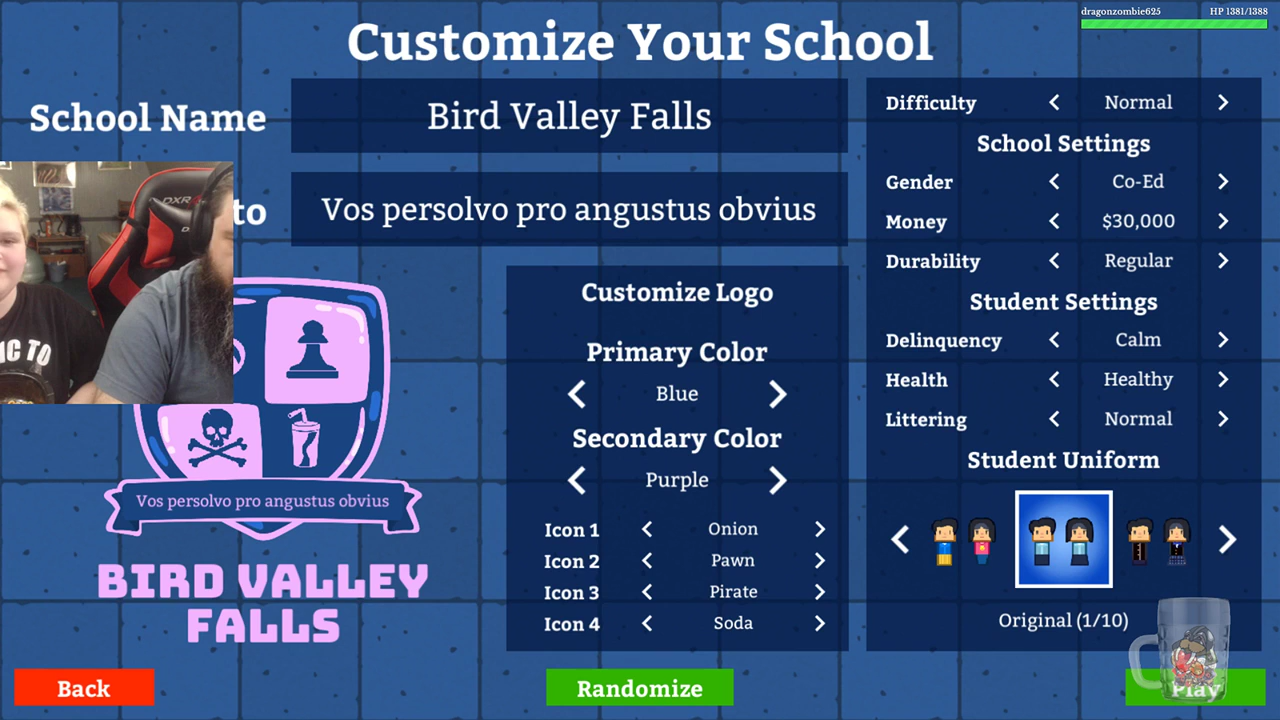 dragonzombie625 HP 1381/1388
Customize Your School
School Name Bird Valley Falls
to Vos persolvo pro angustus obvius
Vos persolvo pro angustus obvius
BIRD VALLEY
FALLS
Customize Logo
Primary Color
Blue
Secondary Color
Purple
Icon 1 Onion
Icon 2 Pawn
Icon 3 Pirate
Icon 4 Soda
Difficulty Normal
School Settings
Gender Co-Ed
Money $30,000
Durability Regular
Student Settings
Delinquency Calm
Health Healthy
Littering Normal
Student Uniform
Original (1/10)
Back
Randomize
Play
DXR
IC TO